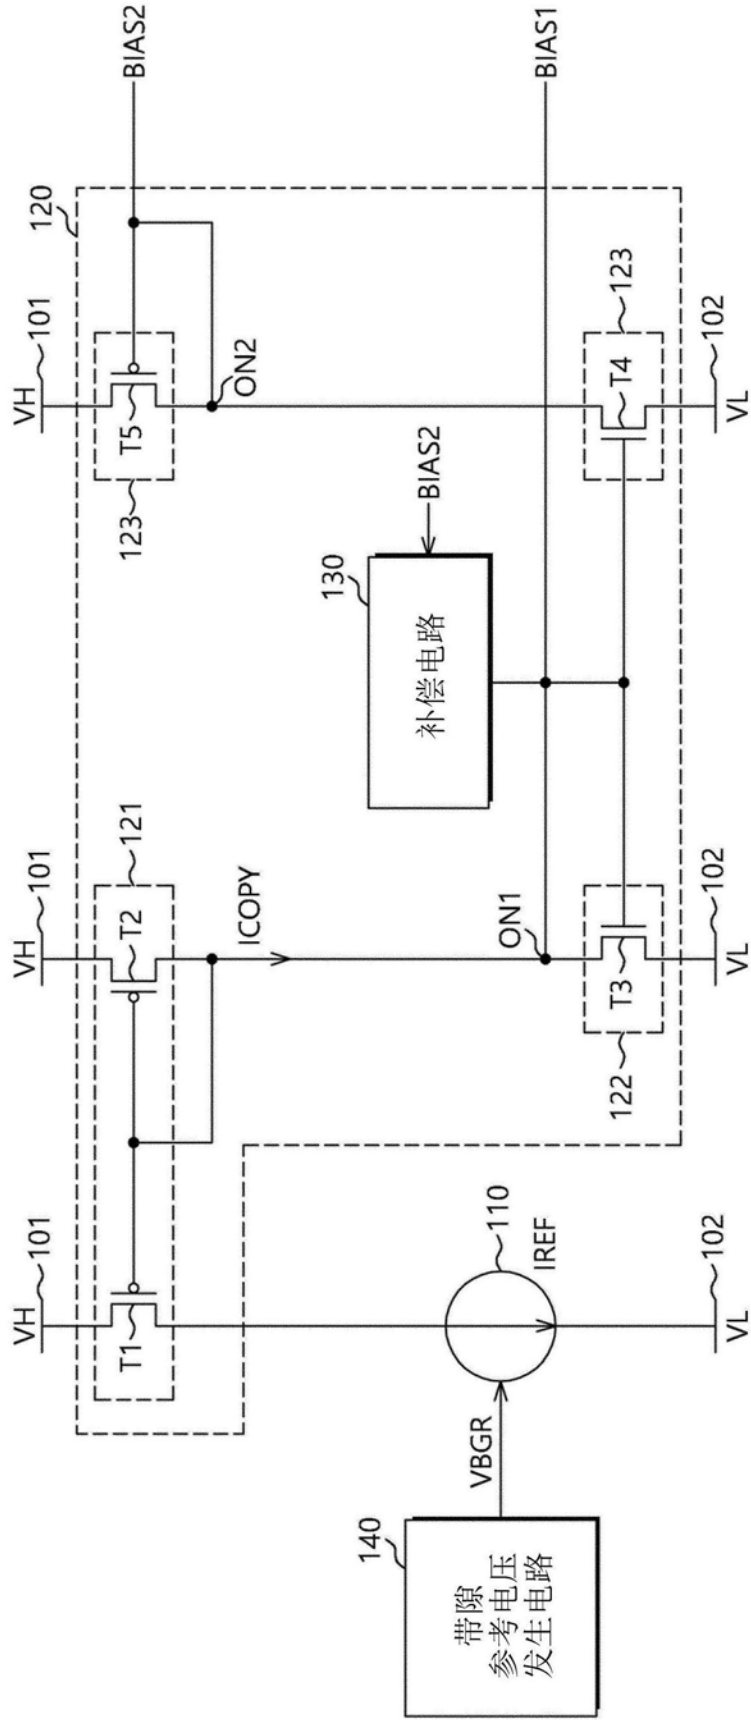 VH
101
VH
101
VH
101
120
T1
T2
121
T5
123
BIAS2
ICOPY
ON2
140
带隙
参考电压
发生电路
VBGR
110
IREF
130
补偿电路
BIAS2
ON1
BIAS1
122
T3
T4
123
VL
102
VL
102
VL
102